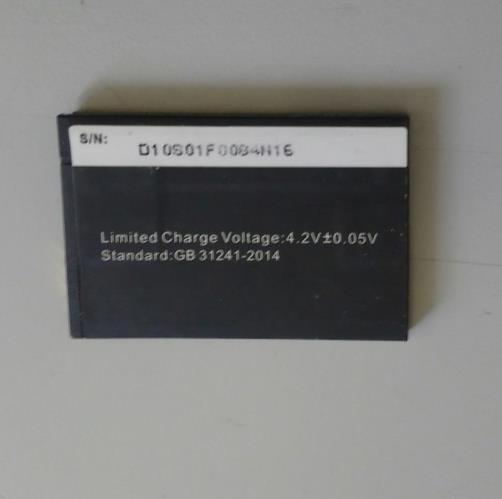 S/N:
D10S01F0084N16
Limited Charge Voltage:4.2V±0.05V
Standard:GB 31241-2014